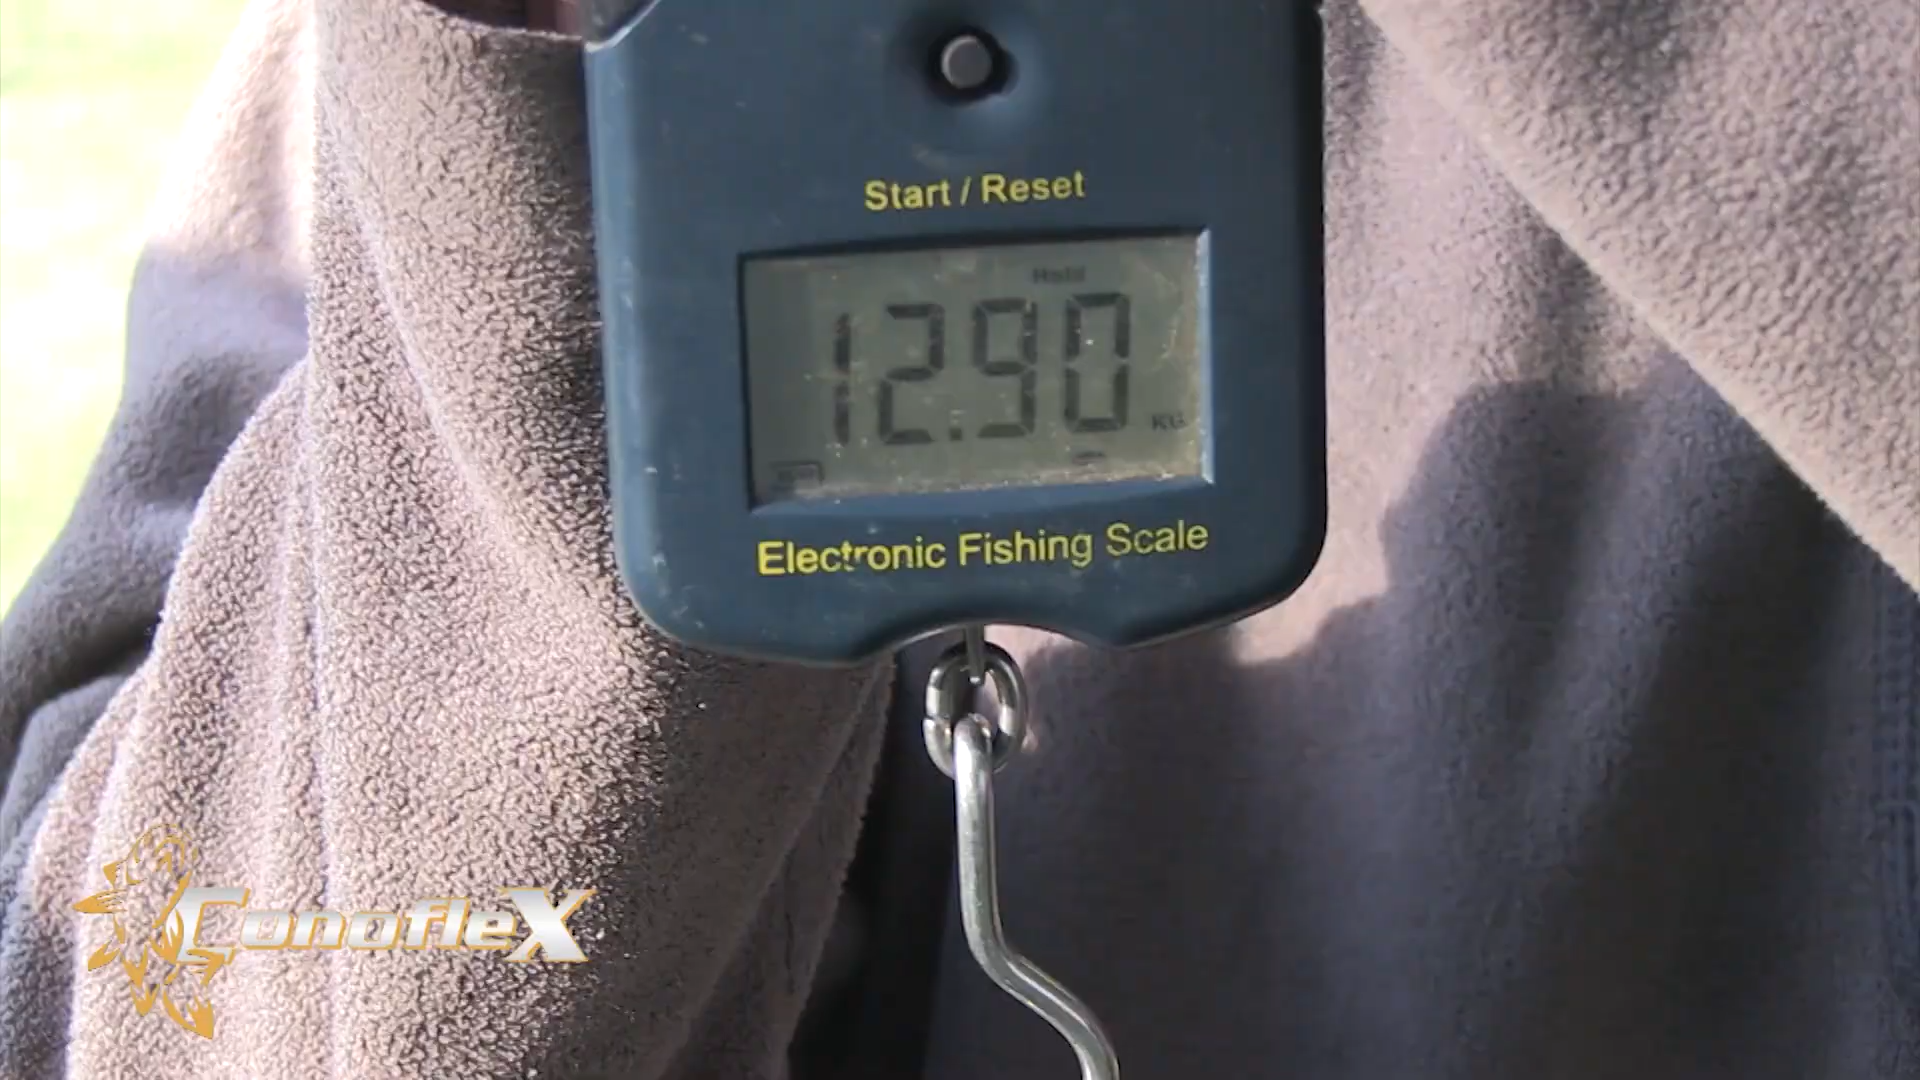 Start / Reset
Hold
12.90
KG
Electronic Fishing Scale
ConofleX